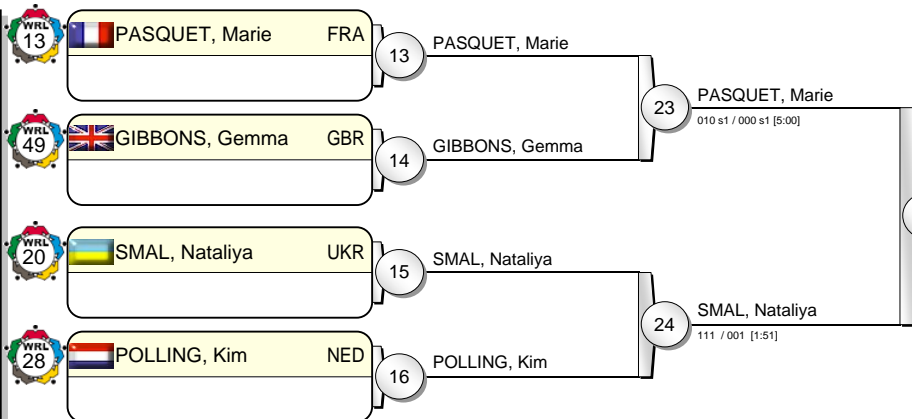 WRL 13 PASQUET, Marie FRA
13
PASQUET, Marie
WRL 49 GIBBONS, Gemma GBR
14
GIBBONS, Gemma
23
PASQUET, Marie
010 s1 / 000 s1 [5:00]
WRL 20 SMAL, Nataliya UKR
15
SMAL, Nataliya
WRL 28 POLLING, Kim NED
16
POLLING, Kim
24
SMAL, Nataliya
111 / 001 [1:51]